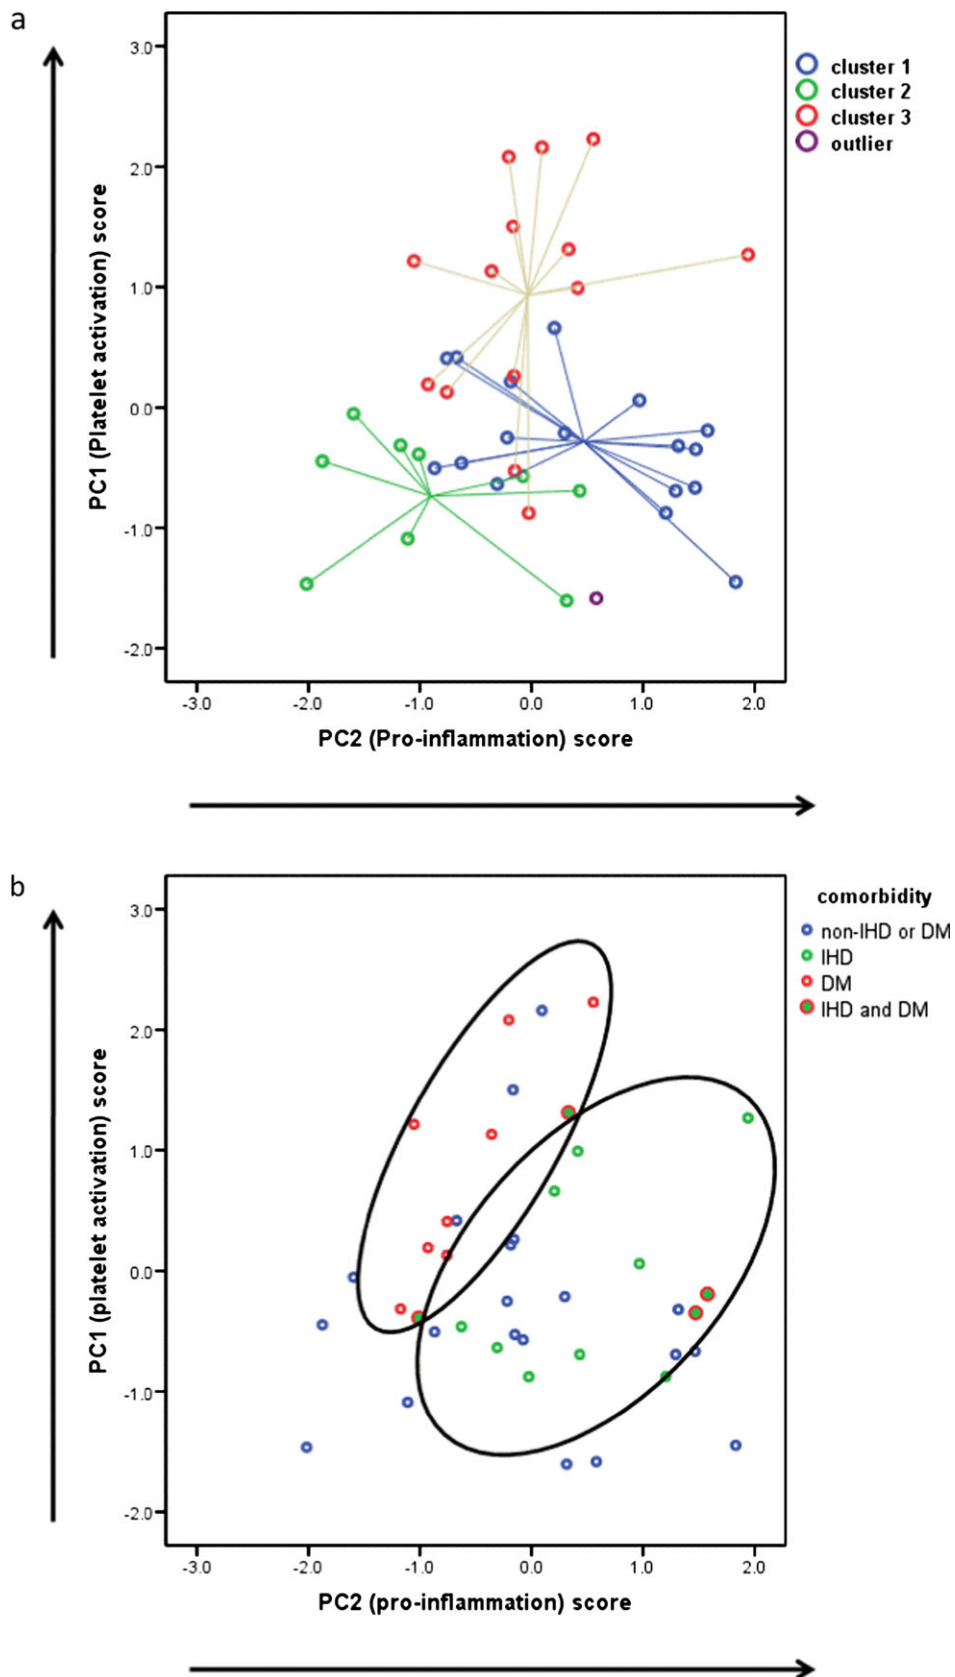 a
3.0
2.0
1.0
0.0
-1.0
-2.0
PC1 (Platelet activation) score
-3.0 -2.0 -1.0 0.0 1.0 2.0
PC2 (Pro-inflammation) score
cluster 1
cluster 2
cluster 3
outlier
b
3.0
2.0
1.0
0.0
-1.0
-2.0
PC1 (platelet activation) score
-3.0 -2.0 -1.0 0.0 1.0 2.0
PC2 (pro-inflammation) score
comorbidity
non-IHD or DM
IHD
DM
IHD and DM